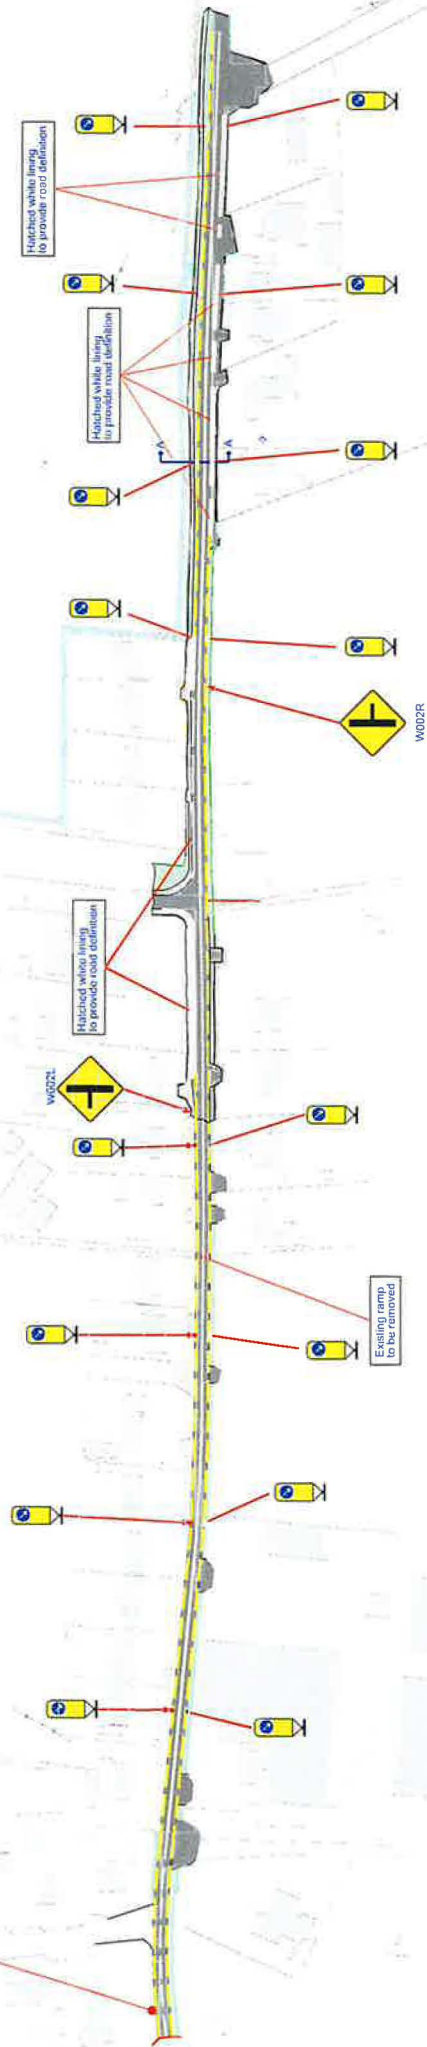 Hatched white lining
to provide road definition
Hatched white lining
to provide road definition
A
A
W002R
Hatched white lining
to provide road definition
W002L
Existing ramp
to be removed